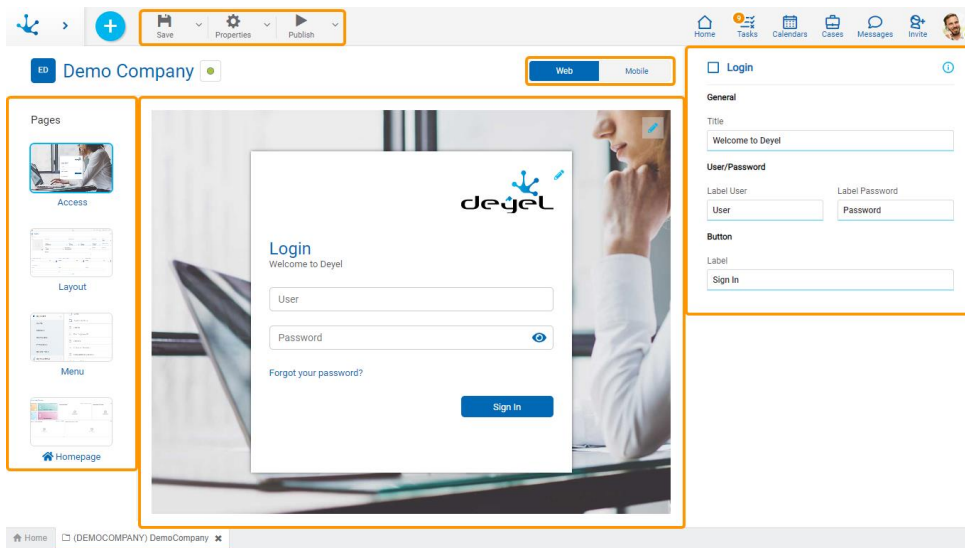 Save
Properties
Publish
Home
9
Tasks
Calendars
Cases
Messages
Invite
ED
Demo Company
Web
Mobile
Pages
Access
Layout
Menu
Homepage
deyel
Login
Welcome to Deyel
User
Password
Forgot your password?
Sign In
Login
General
Title
Welcome to Deyel
User/Password
Label User
Label Password
User
Password
Button
Label
Sign In
Home
(DEMOCOMPANY) DemoCompany